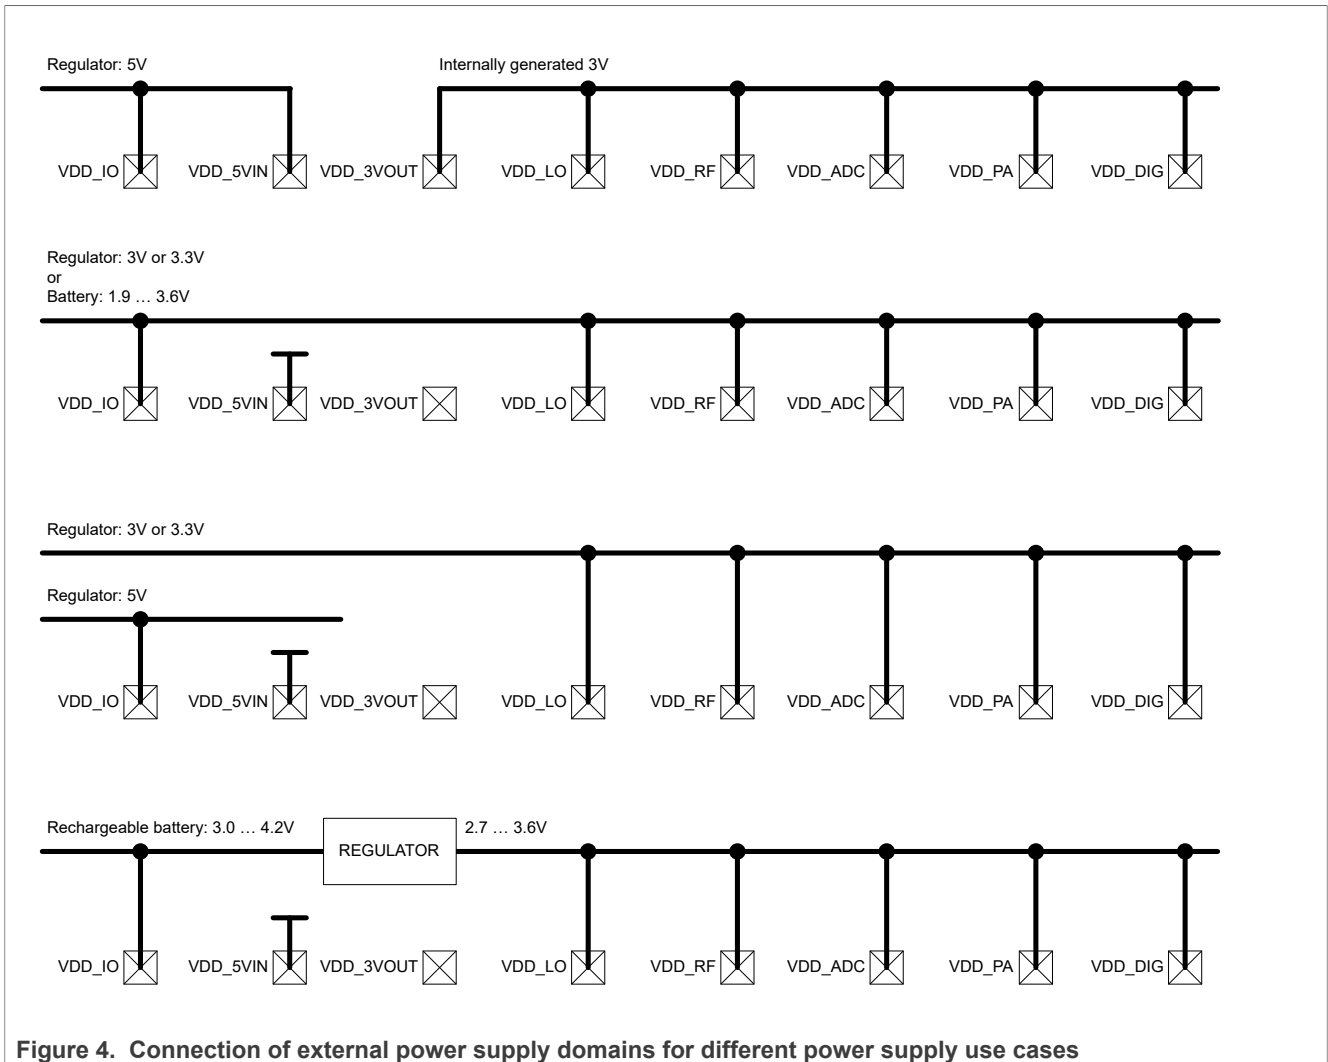 Regulator: 5V
Internally generated 3V
VDD_IO VDD_5VIN VDD_3VOUT VDD_LO VDD_RF VDD_ADC VDD_PA VDD_DIG
Regulator: 3V or 3.3V
or
Battery: 1.9 … 3.6V
VDD_IO VDD_5VIN VDD_3VOUT VDD_LO VDD_RF VDD_ADC VDD_PA VDD_DIG
Regulator: 3V or 3.3V
Regulator: 5V
VDD_IO VDD_5VIN VDD_3VOUT VDD_LO VDD_RF VDD_ADC VDD_PA VDD_DIG
Rechargeable battery: 3.0 … 4.2V
REGULATOR
2.7 … 3.6V
VDD_IO VDD_5VIN VDD_3VOUT VDD_LO VDD_RF VDD_ADC VDD_PA VDD_DIG
Figure 4. Connection of external power supply domains for different power supply use cases